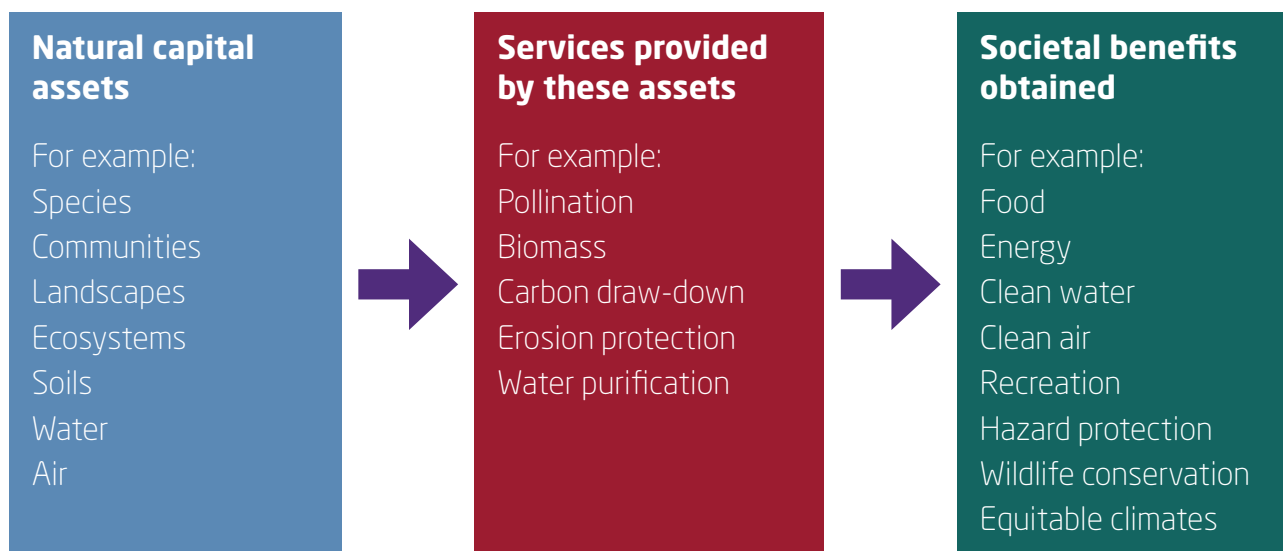 Natural capital
assets
For example:
Species
Communities
Landscapes
Ecosystems
Soils
Water
Air
Services provided
by these assets
For example:
Pollination
Biomass
Carbon draw-down
Erosion protection
Water purification
Societal benefits
obtained
For example:
Food
Energy
Clean water
Clean air
Recreation
Hazard protection
Wildlife conservation
Equitable climates